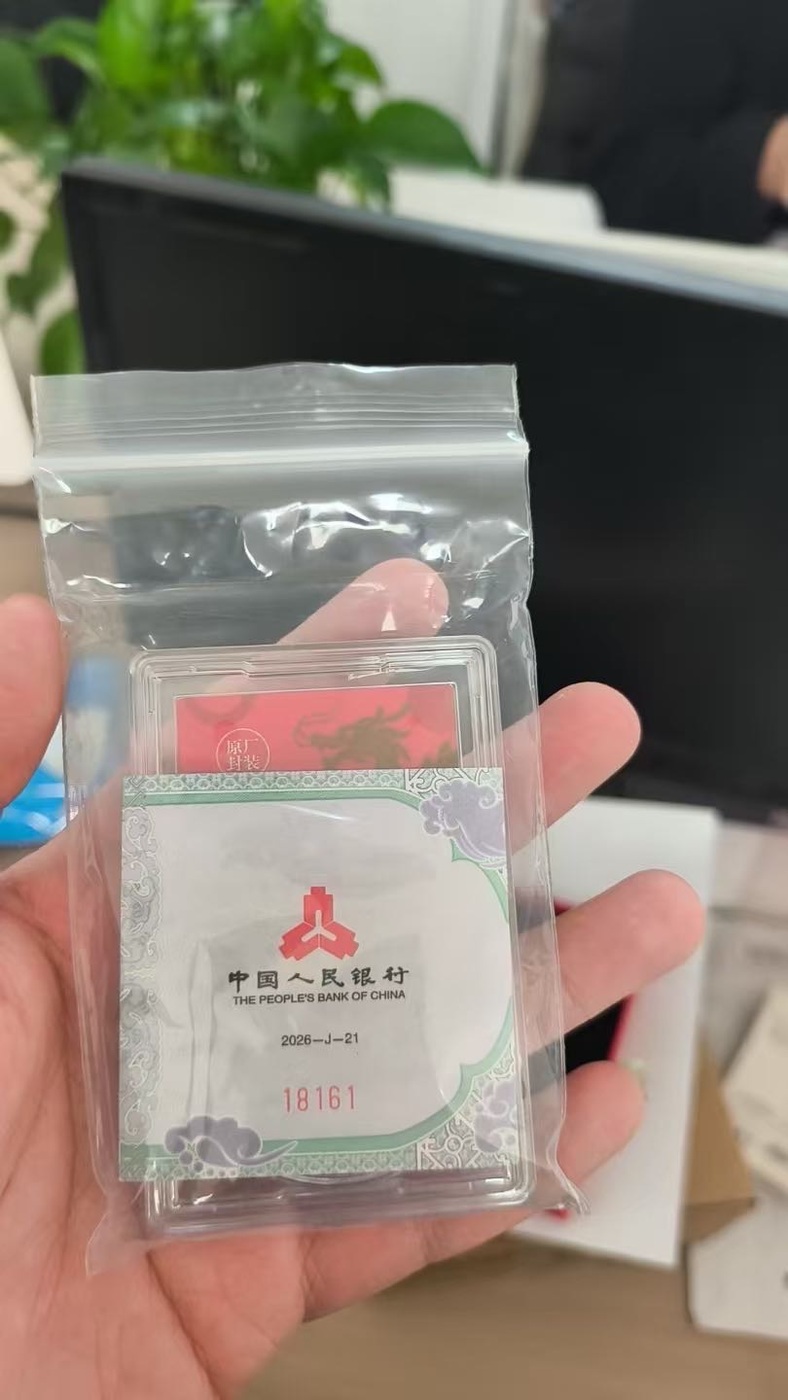 原厂
封装
中国人民银行
THE PEOPLE'S BANK OF CHINA
2026—J—21
18161